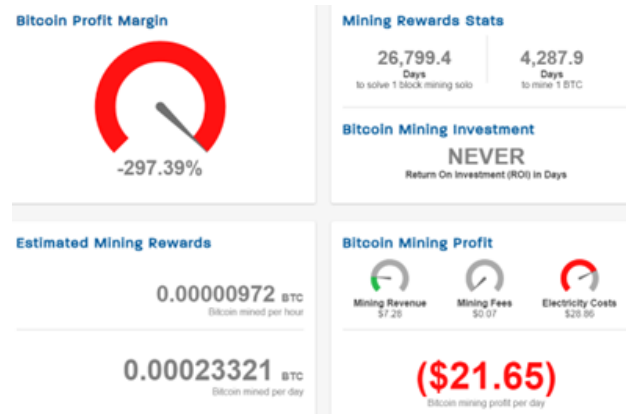 Bitcoin Profit Margin
-297.39%
Mining Rewards Stats
26,799.4
Days
to solve 1 block mining solo
4,287.9
Days
to mine 1 BTC
Bitcoin Mining Investment
NEVER
Return On Investment (ROI) in Days
Estimated Mining Rewards
0.00000972 BTC
Bitcoin mined per hour
0.00023321 BTC
Bitcoin mined per day
Bitcoin Mining Profit
Mining Revenue
$7.28
Mining Fees
$0.07
Electricity Costs
$28.86
($21.65)
Bitcoin mining profit per day